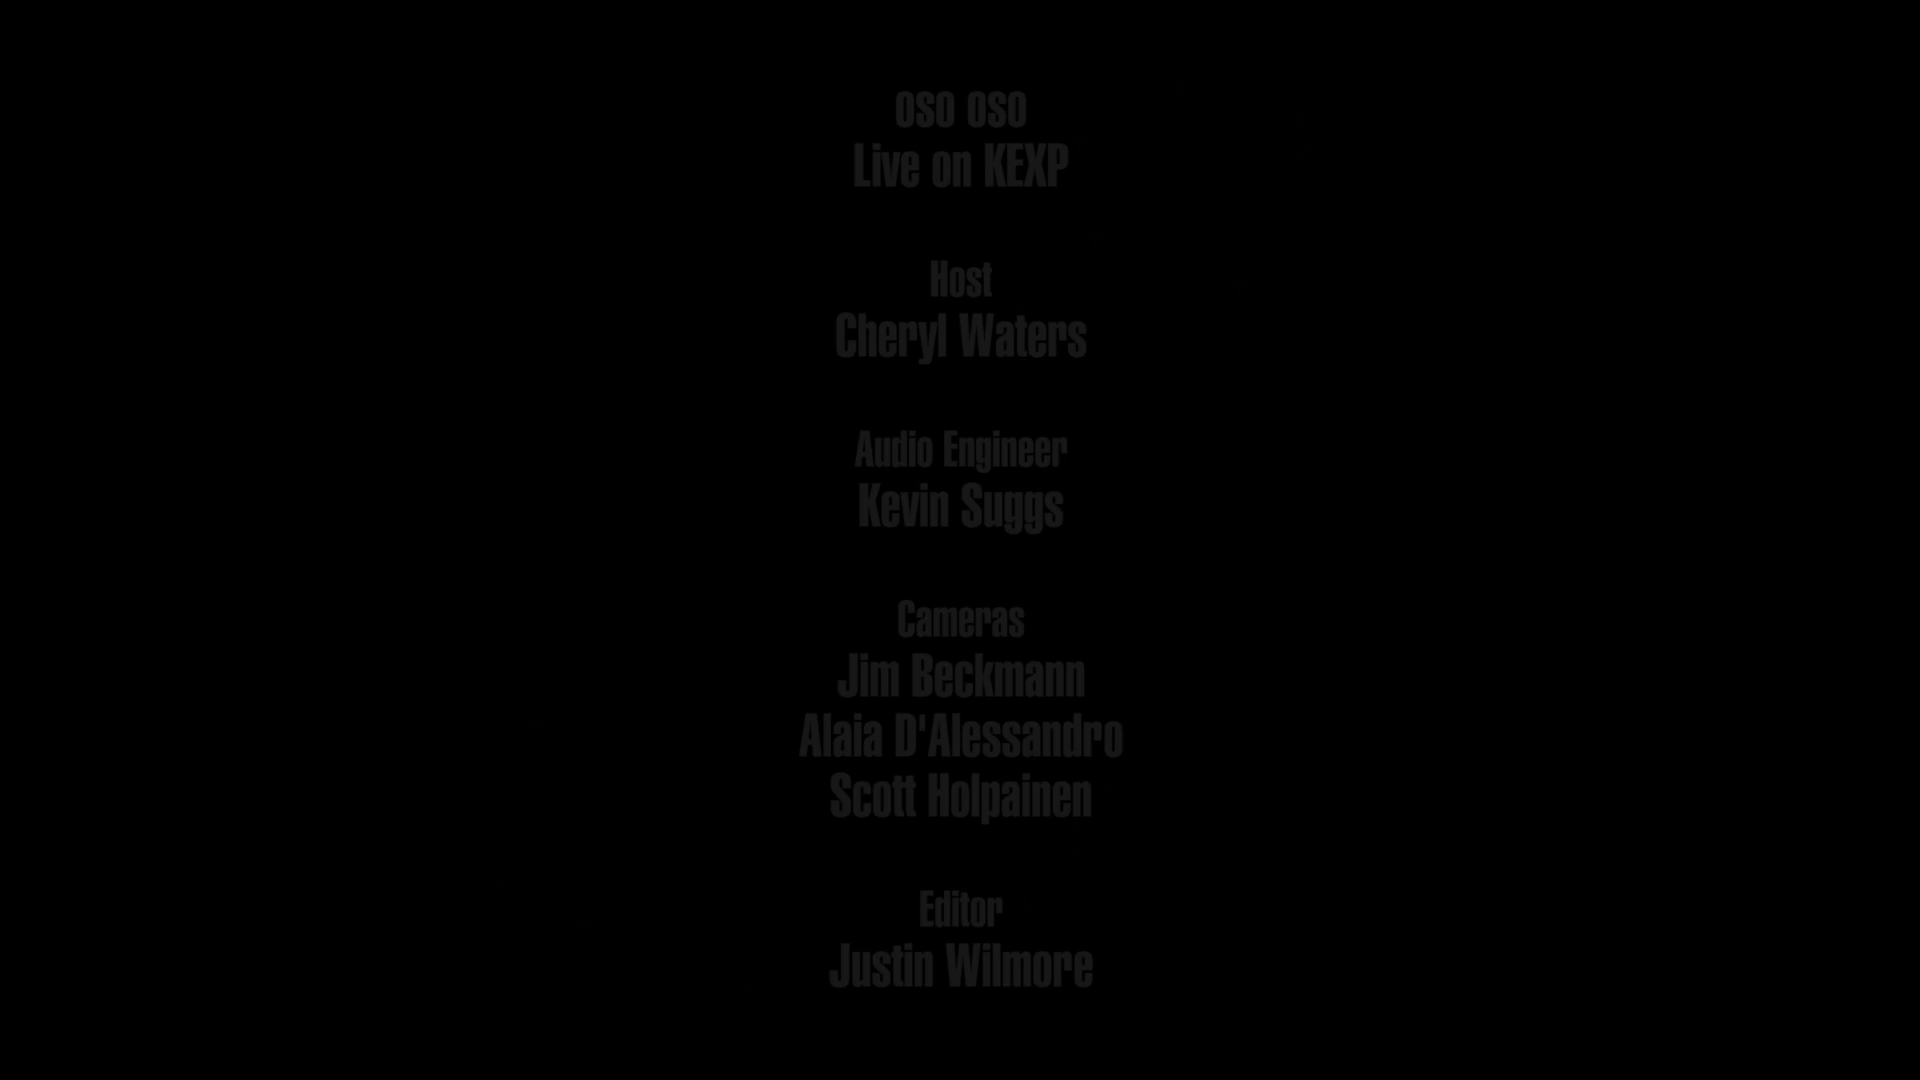 oso oso
Live on KEXP
Host
Cheryl Waters
Audio Engineer
Kevin Suggs
Cameras
Jim Beckmann
Alaia D'Alessandro
Scott Holpainen
Editor
Justin Wilmore